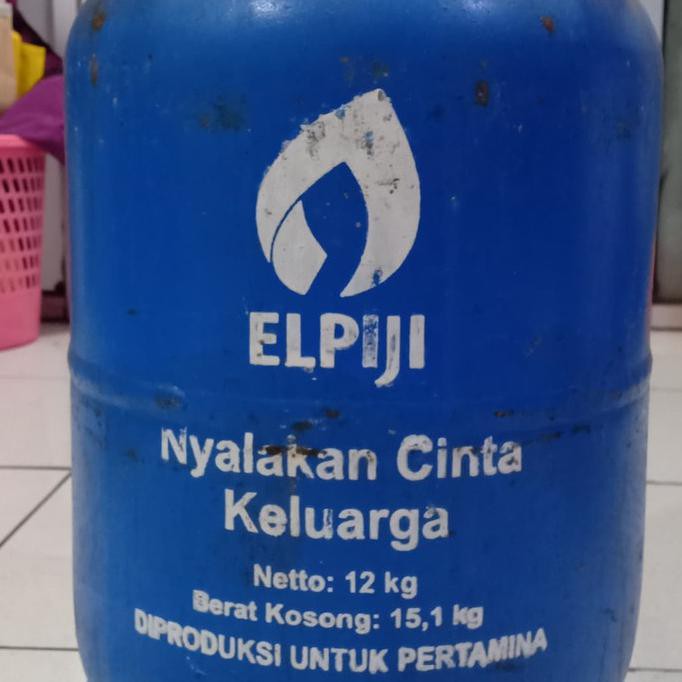 ELPIJI
Nyalakan Cinta
Keluarga
Netto: 12 kg
Berat Kosong: 15,1 kg
DIPRODUKSI UNTUK PERTAMINA